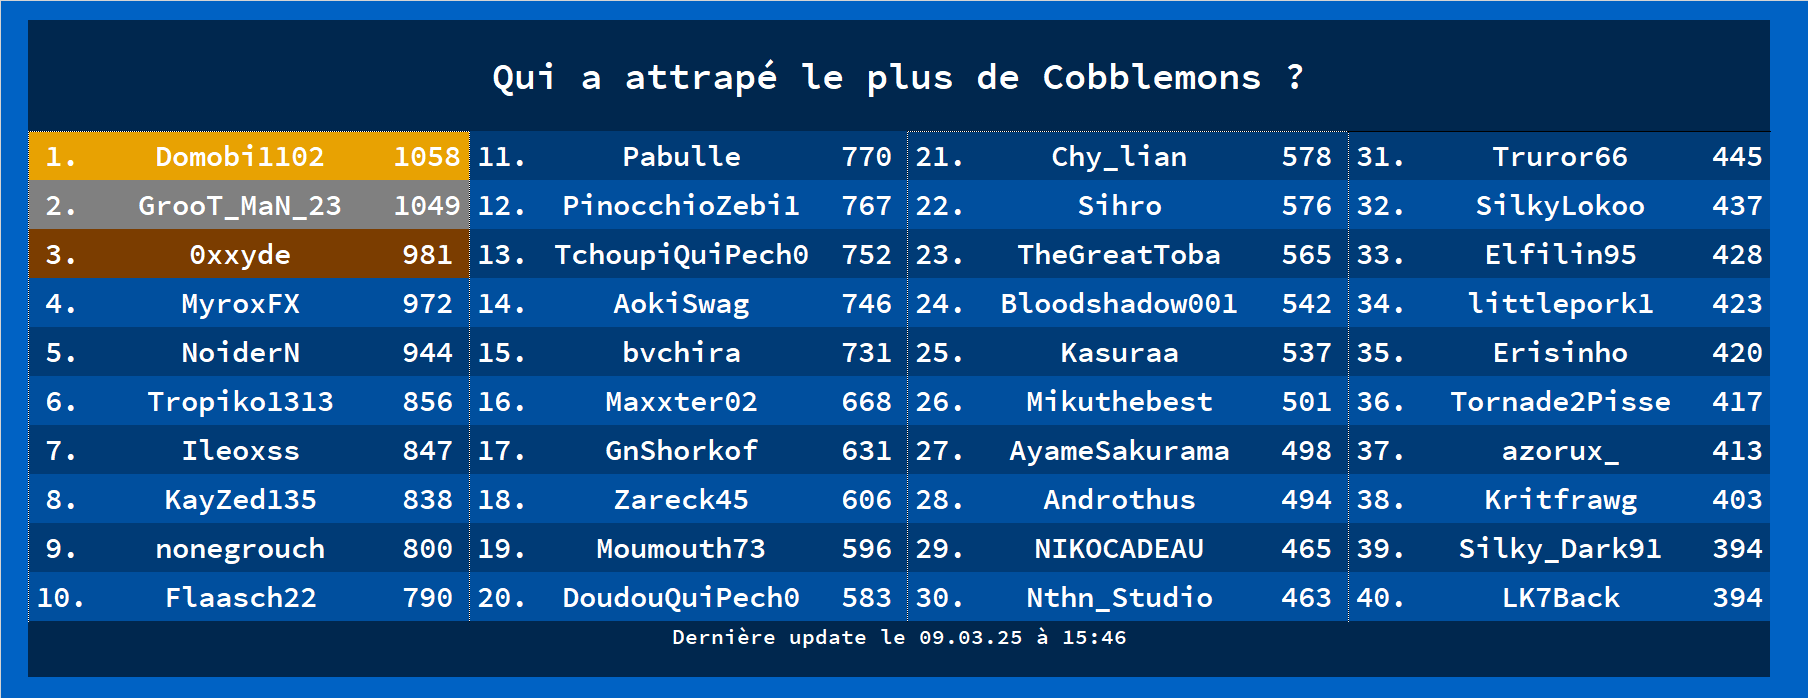 Qui a attrapé le plus de Cobblemons ?
1. Domobi1102 1058
2. GrooT_MaN_23 1049
3. 0xxyde 981
4. MyroxFX 972
5. NoiderN 944
6. Tropiko1313 856
7. Ileoxss 847
8. KayZed135 838
9. nonegrouch 800
10. Flaasch22 790
11. Pabulle 770
12. PinocchioZebi1 767
13. TchoupiQuiPech0 752
14. AokiSwag 746
15. bvchira 731
16. Maxxter02 668
17. GnShorkof 631
18. Zareck45 606
19. Moumouth73 596
20. DoudouQuiPech0 583
21. Chy_lian 578
22. Sihro 576
23. TheGreatToba 565
24. Bloodshadow001 542
25. Kasuraa 537
26. Mikuthebest 501
27. AyameSakurama 498
28. Androthus 494
29. NIKOCADEAU 465
30. Nthn_Studio 463
31. Truror66 445
32. SilkyLokoo 437
33. Elfilin95 428
34. littlepork1 423
35. Erisinho 420
36. Tornade2Pisse 417
37. azorux_ 413
38. Kritfrawg 403
39. Silky_Dark91 394
40. LK7Back 394
Dernière update le 09.03.25 à 15:46